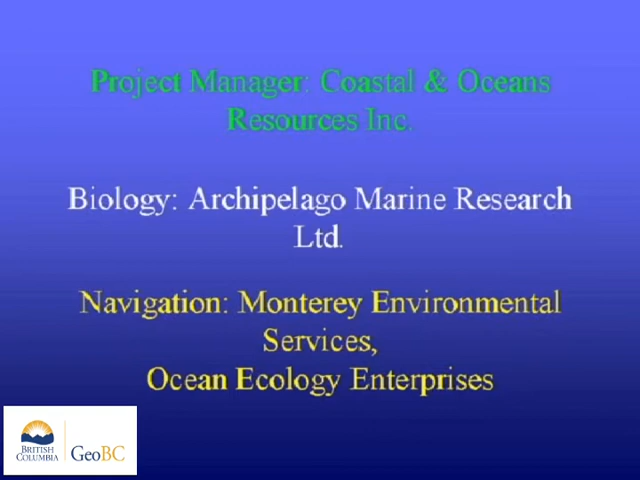 Project Manager: Coastal & Oceans
Resources Inc.
Biology: Archipelago Marine Research
Ltd.
Navigation: Monterey Environmental
Services,
Ocean Ecology Enterprises
BRITISH
COLUMBIA
GeoBC